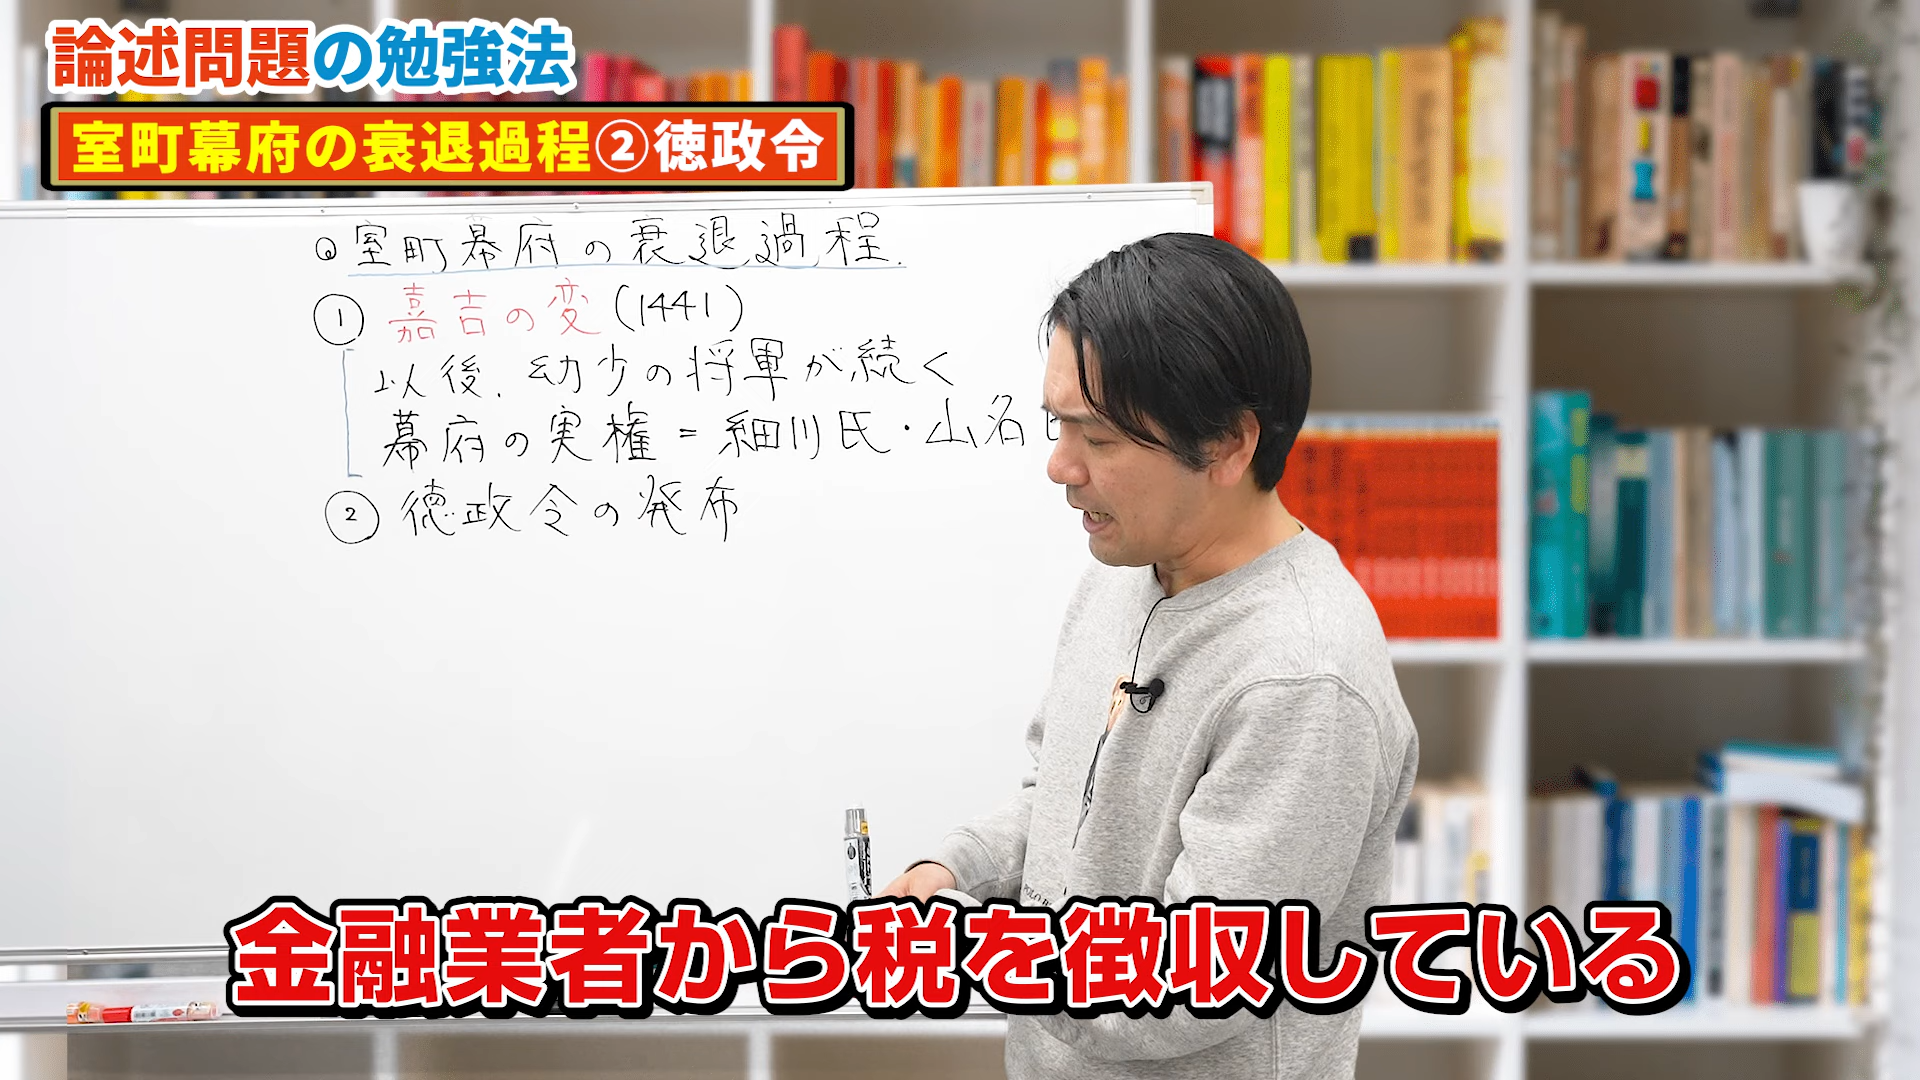 論述問題の勉強法
室町幕府の衰退過程②徳政令
室町幕府の衰退過程.
① 嘉吉の変(1441)
以後、幼少の将軍が続く
幕府の実権=細川氏・山名
② 徳政令の発布
金融業者から税を徴収している